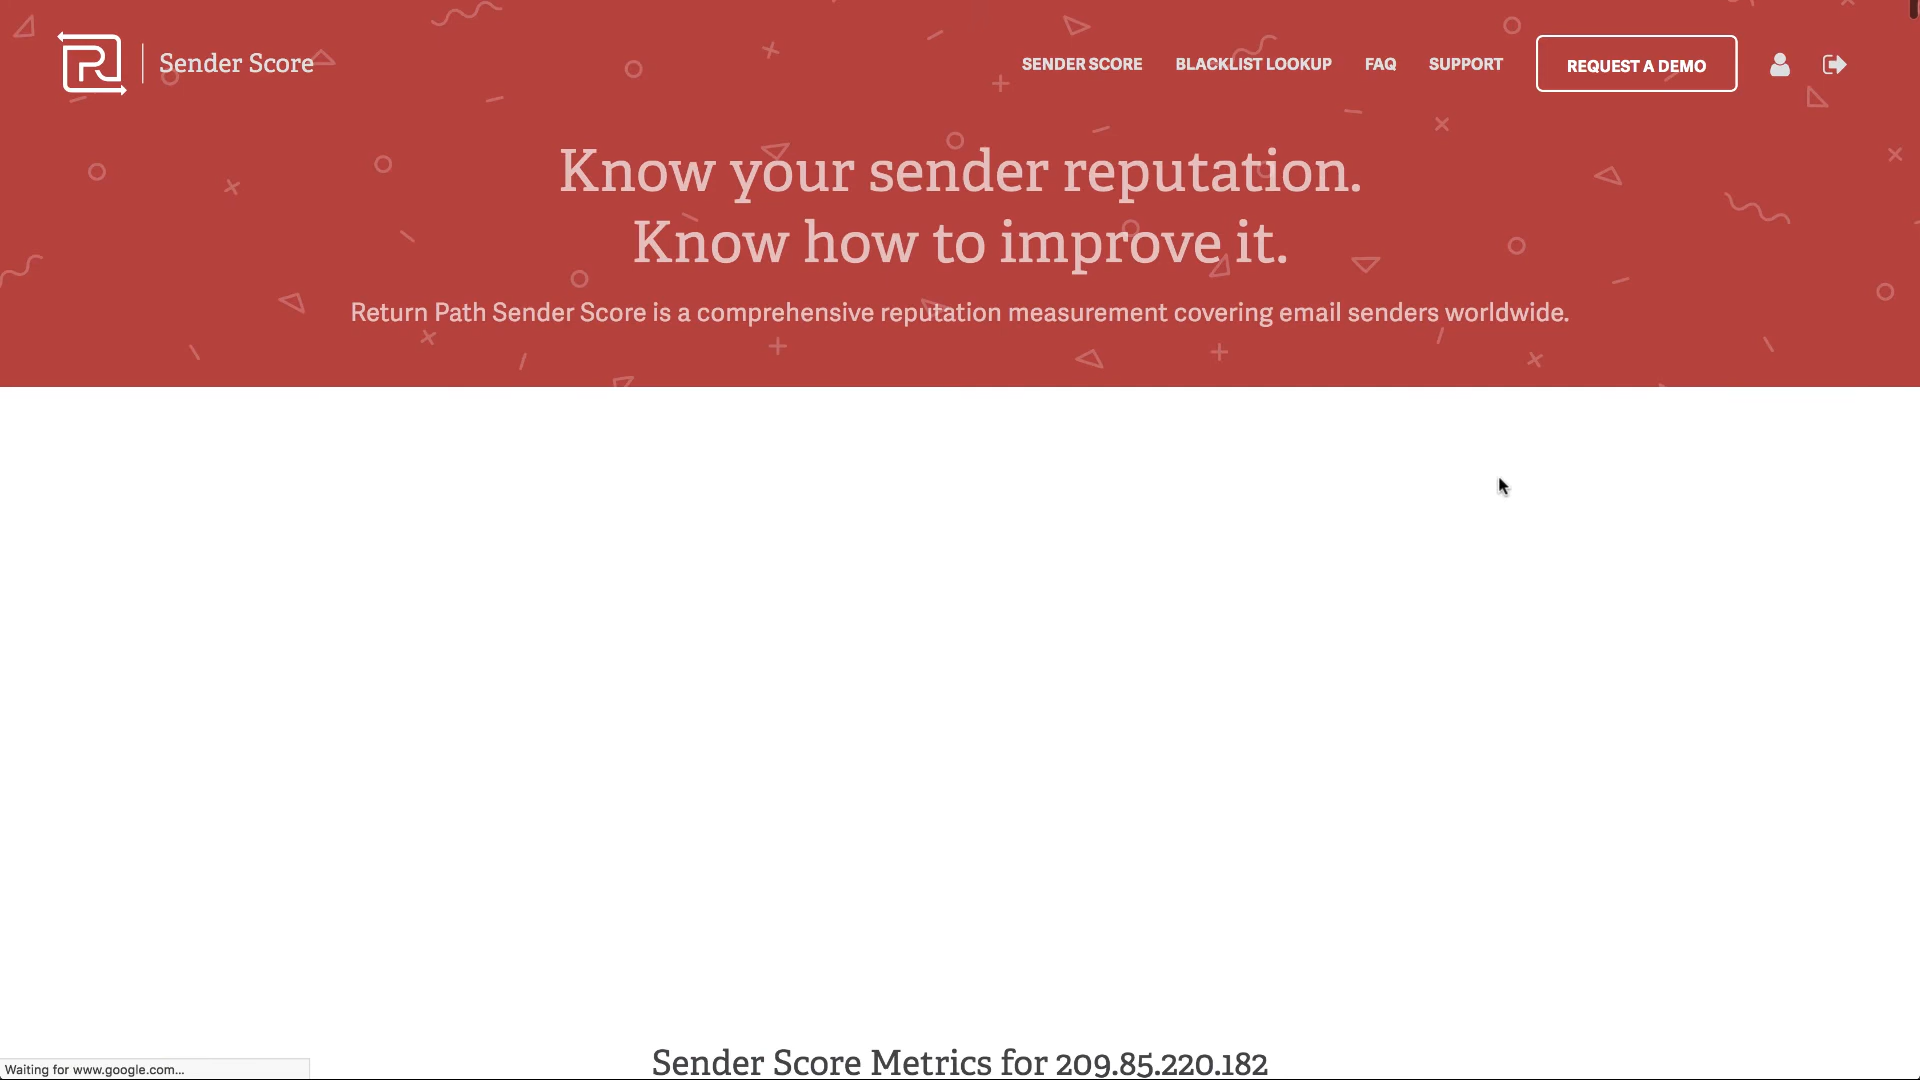 Sender Score
SENDER SCORE
BLACKLIST LOOKUP
FAQ
SUPPORT
REQUEST A DEMO
Know your sender reputation.
Know how to improve it.
Return Path Sender Score is a comprehensive reputation measurement covering email senders worldwide.
Sender Score Metrics for 209.85.220.182
Waiting for www.google.com...